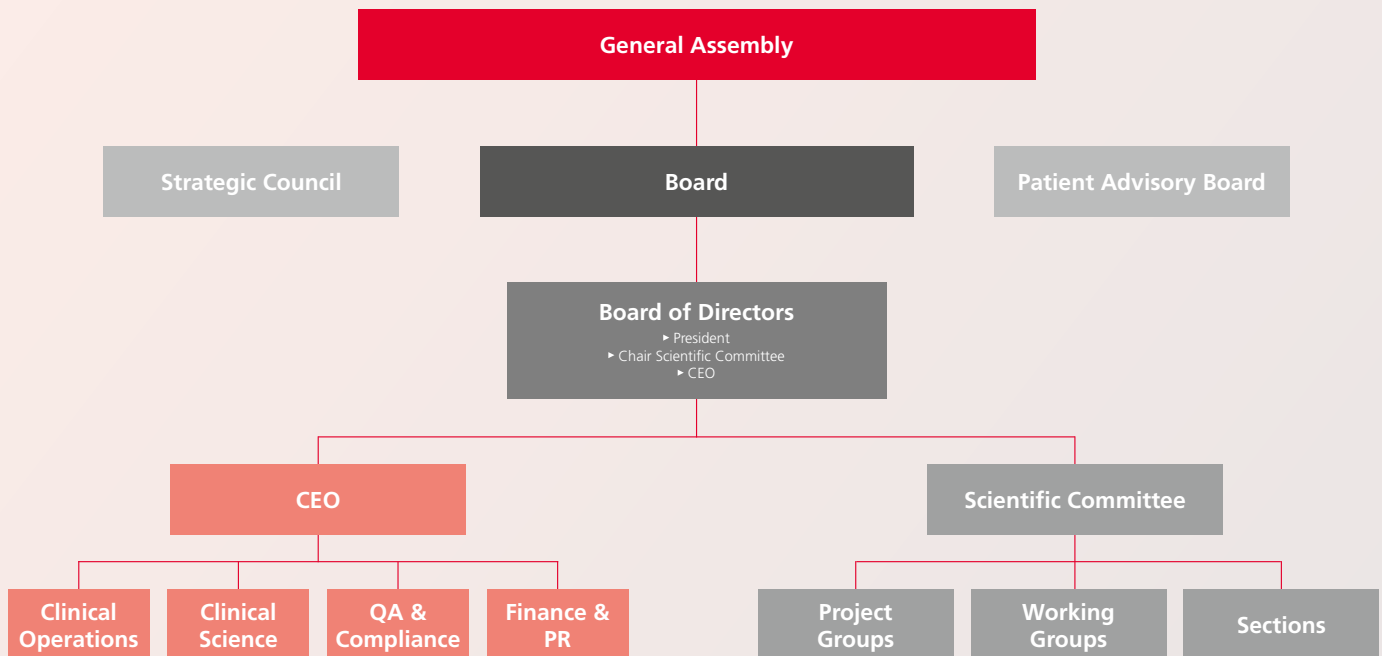 General Assembly
Strategic Council
Board
Patient Advisory Board
Board of Directors
▸ President
▸ Chair Scientific Committee
▸ CEO
CEO
Scientific Committee
Clinical
Operations
Clinical
Science
QA &
Compliance
Finance &
PR
Project
Groups
Working
Groups
Sections